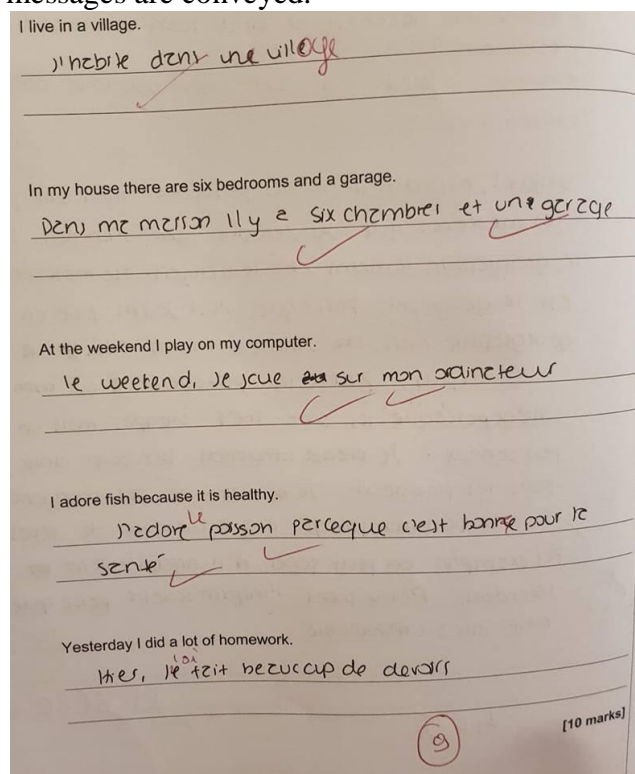 messages are conveyed.
I live in a village.
J'habite dans une village
In my house there are six bedrooms and a garage.
Dans ma maison Il y a six chambres et une garage
At the weekend I play on my computer.
le weekend, Je joue sur mon ordinateur
I adore fish because it is healthy.
J'adore le poisson parceque c'est bonne pour la
santé
Yesterday I did a lot of homework.
Hier, Je fait beaucoup de devoirs
[10 marks]
9